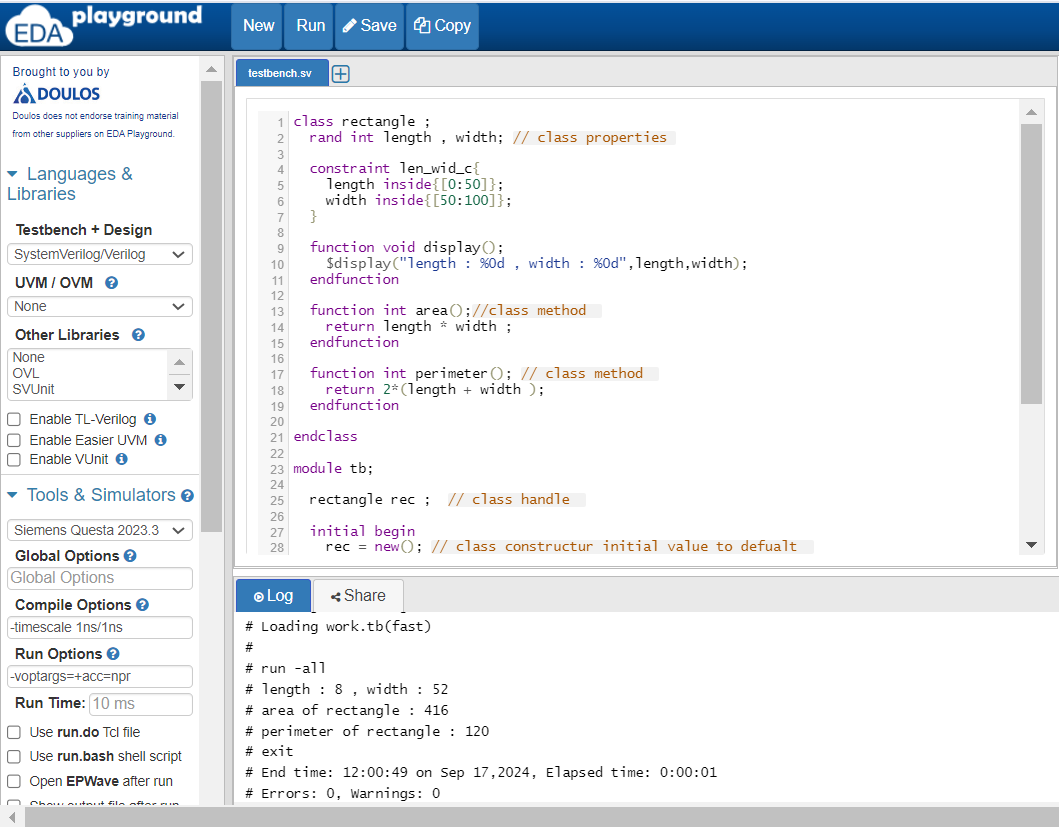 EDA playground
New Run Save Copy
Brought to you by
DOULOS
Doulos does not endorse training material
from other suppliers on EDA Playground.
Languages &
Libraries
Testbench + Design
SystemVerilog/Verilog
UVM / OVM
None
Other Libraries
None
OVL
SVUnit
Enable TL-Verilog
Enable Easier UVM
Enable VUnit
Tools & Simulators
Siemens Questa 2023.3
Global Options
Global Options
Compile Options
-timescale 1ns/1ns
Run Options
-voptargs=+acc=npr
Run Time: 10 ms
Use run.do Tcl file
Use run.bash shell script
Open EPWave after run
Show output file after run
testbench.sv
1 class rectangle ;
2 rand int length , width; // class properties
3
4 constraint len_wid_c{
5 length inside{[0:50]};
6 width inside{[50:100]};
7 }
8
9 function void display();
10 $display("length : %0d , width : %0d",length,width);
11 endfunction
12
13 function int area();//class method
14 return length * width ;
15 endfunction
16
17 function int perimeter(); // class method
18 return 2*(length + width );
19 endfunction
20
21 endclass
22
23 module tb;
24
25 rectangle rec ; // class handle
26
27 initial begin
28 rec = new(); // class constructur initial value to defualt
Log Share
# Loading work.tb(fast)
#
# run -all
# length : 8 , width : 52
# area of rectangle : 416
# perimeter of rectangle : 120
# exit
# End time: 12:00:49 on Sep 17,2024, Elapsed time: 0:00:01
# Errors: 0, Warnings: 0